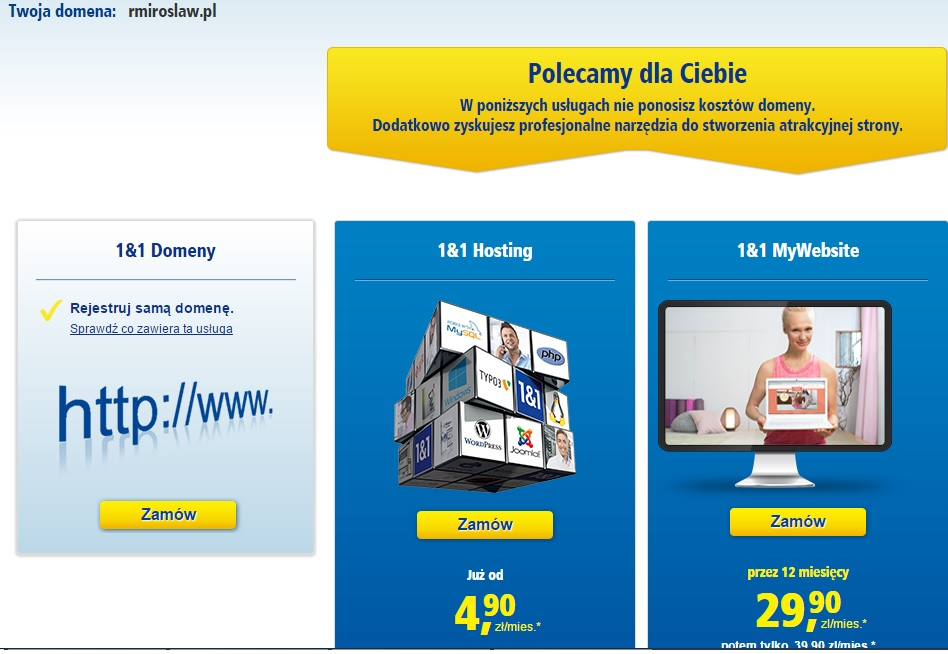 Twoja domena: rmiroslaw.pl
Polecamy dla Ciebie
W poniższych usługach nie ponosisz kosztów domeny.
Dodatkowo zyskujesz profesjonalne narzędzia do stworzenia atrakcyjnej strony.
1&1 Domeny
Rejestruj samą domenę.
Sprawdź co zawiera ta usługa
http://www.
Zamów
1&1 Hosting
MySQL
php
Windows
TYPO3
1&1
1&1
WORDPRESS
Joomla!
Zamów
Już od
4,90
zł/mies.*
1&1 MyWebsite
Zamów
przez 12 miesięcy
29,90
zł/mies.*
potem tylko 39,90 zł/mies.*